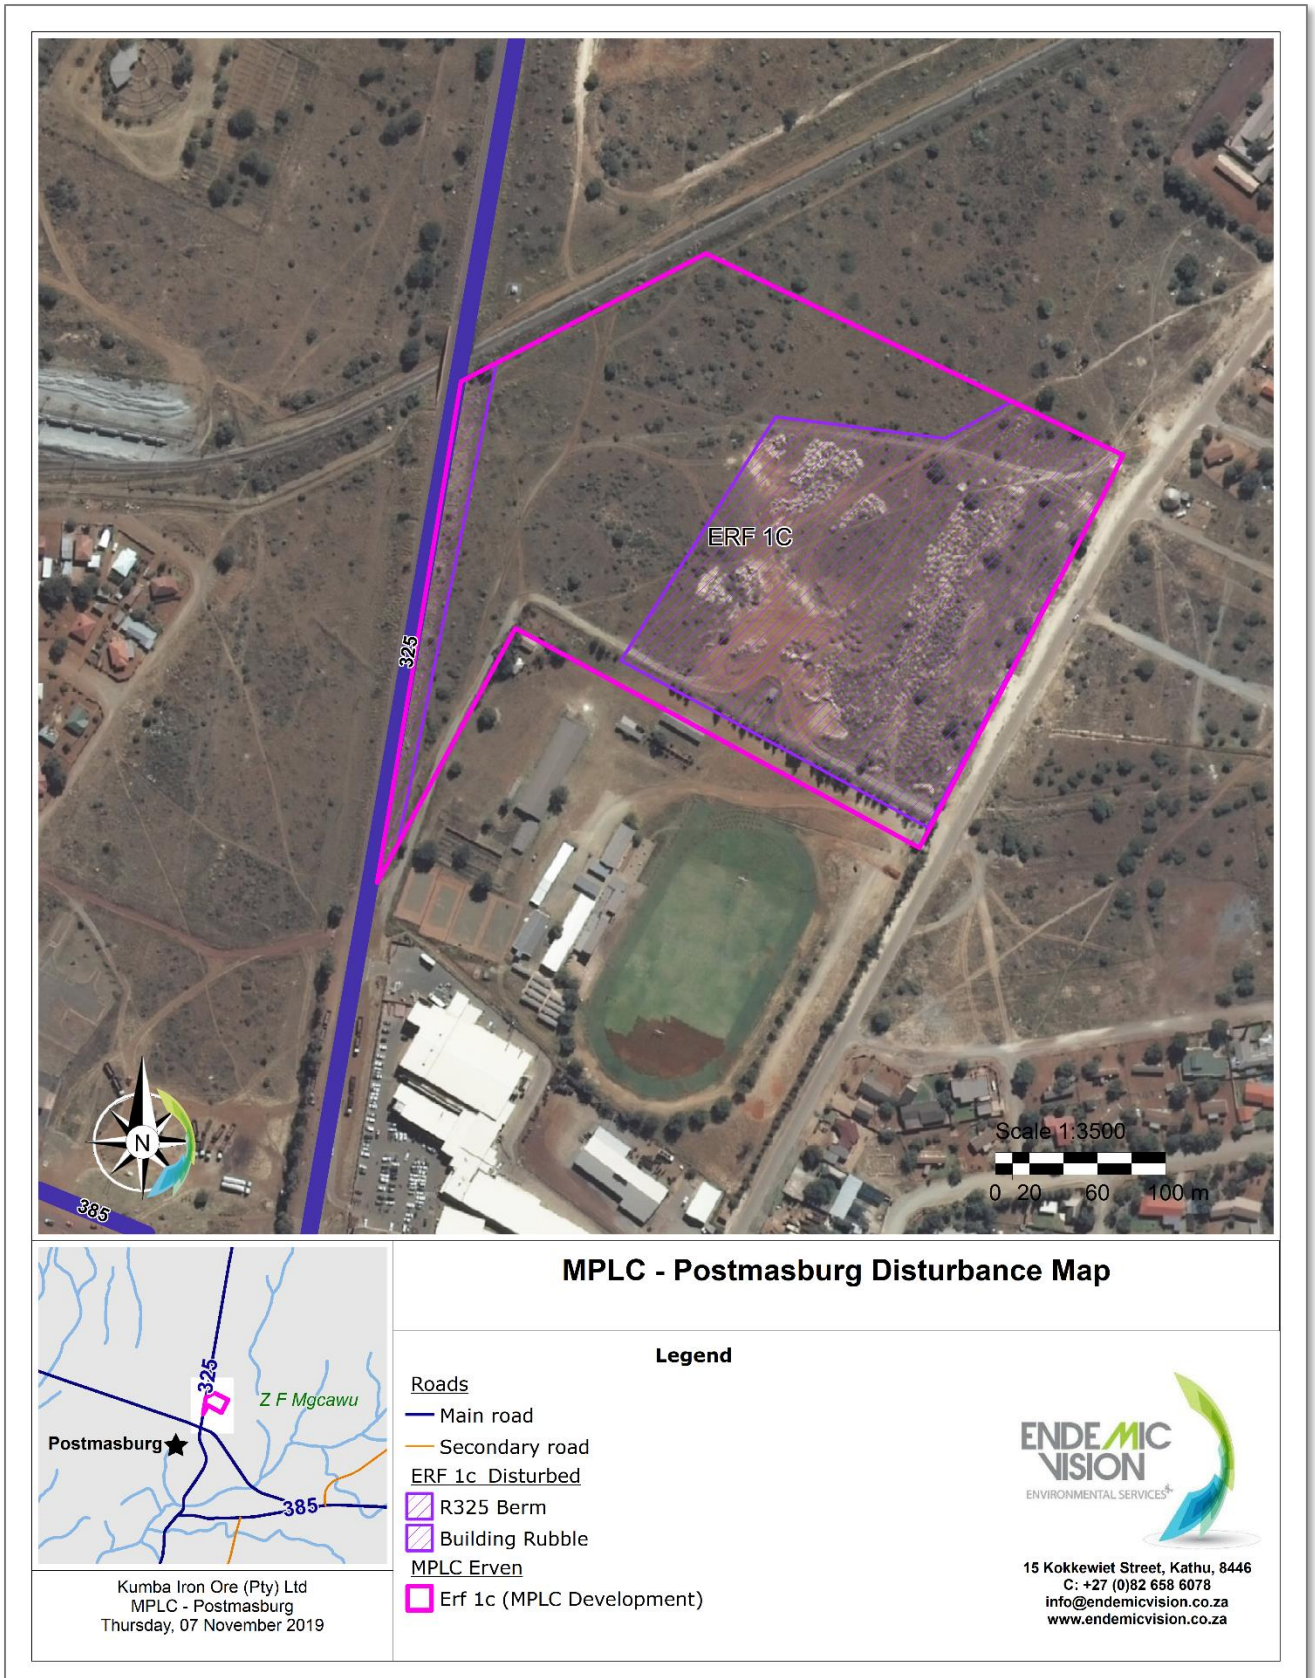 ERF 1C
325
385
N
Scale 1:3500
0 20 60 100 m
MPLC - Postmasburg Disturbance Map
325
Z F Mgcawu
Postmasburg
385
Kumba Iron Ore (Pty) Ltd
MPLC - Postmasburg
Thursday, 07 November 2019
Legend
Roads
Main road
Secondary road
ERF 1c Disturbed
R325 Berm
Building Rubble
MPLC Erven
Erf 1c (MPLC Development)
ENDEMIC
VISION
ENVIRONMENTAL SERVICES
15 Kokkewiet Street, Kathu, 8446
C: +27 (0)82 658 6078
info@endemicvision.co.za
www.endemicvision.co.za